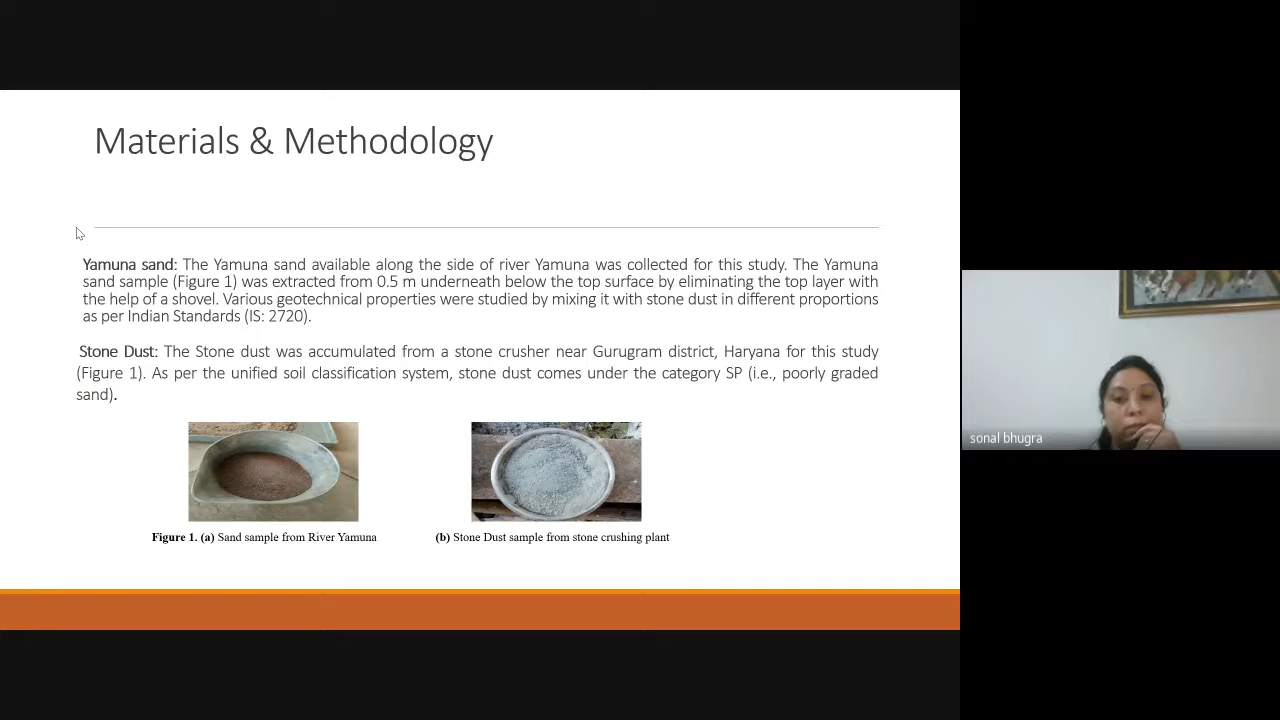 Materials & Methodology
Yamuna sand: The Yamuna sand available along the side of river Yamuna was collected for this study. The Yamuna
sand sample (Figure 1) was extracted from 0.5 m underneath below the top surface by eliminating the top layer with
the help of a shovel. Various geotechnical properties were studied by mixing it with stone dust in different proportions
as per Indian Standards (IS: 2720).
Stone Dust: The Stone dust was accumulated from a stone crusher near Gurugram district, Haryana for this study
(Figure 1). As per the unified soil classification system, stone dust comes under the category SP (i.e., poorly graded
sand).
Figure 1. (a) Sand sample from River Yamuna
(b) Stone Dust sample from stone crushing plant
sonal bhugra